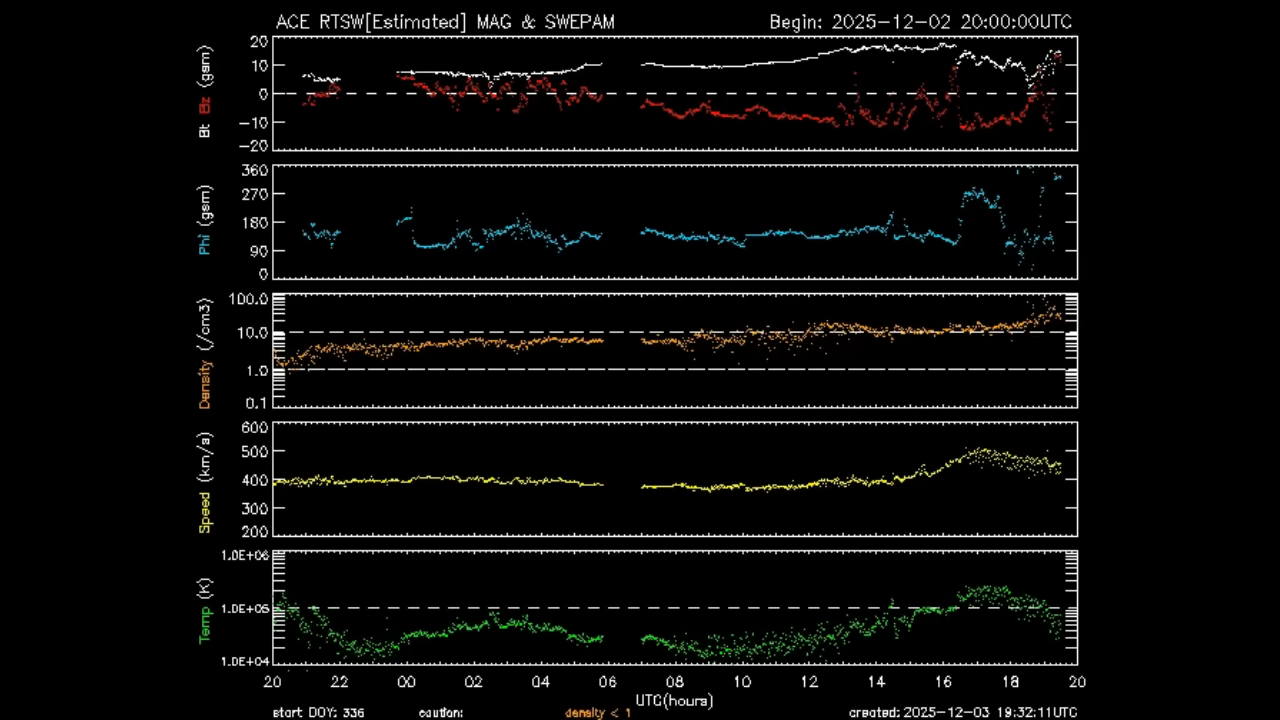 ACE RTSW[Estimated] MAG & SWEPAM
Begin: 2025-12-02 20:00:00UTC
Bt Bz (gsm)
20
10
0
-10
-20
Phi (gsm)
360
270
180
90
0
Density (/cm3)
100.0
10.0
1.0
0.1
Speed (km/s)
600
500
400
300
200
Temp (K)
1.0E+06
1.0E+05
1.0E+04
20 22 00 02 04 06 08 10 12 14 16 18 20
UTC(hours)
start DOY: 336 caution: density < 1 created: 2025-12-03 19:32:11UTC